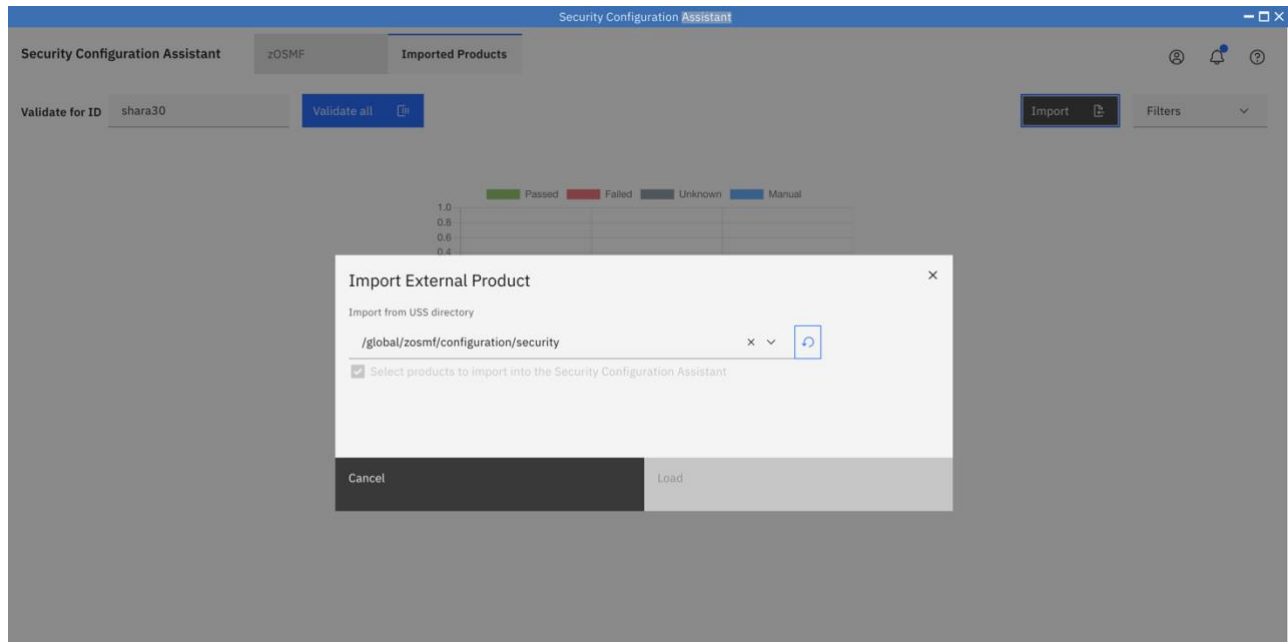 Security Configuration Assistant
Security Configuration Assistant
zOSMF
Imported Products
Validate for ID
shara30
Validate all
Import
Filters
Passed
Failed
Unknown
Manual
1.0
0.8
0.6
0.4
Import External Product
Import from USS directory
/global/zosmf/configuration/security
Select products to import into the Security Configuration Assistant
Cancel
Load